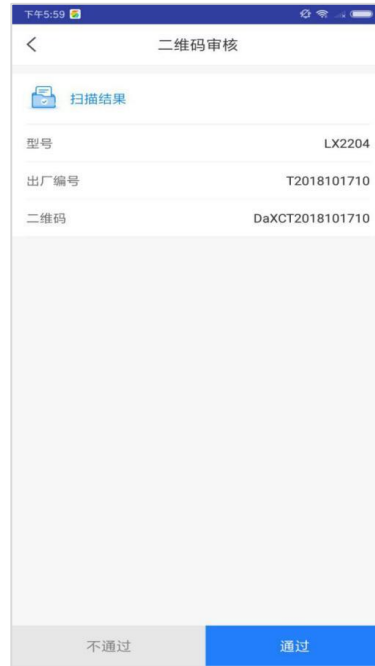 下午5:59
二维码审核
扫描结果
型号 LX2204
出厂编号 T2018101710
二维码 DaXCT2018101710
不通过 通过